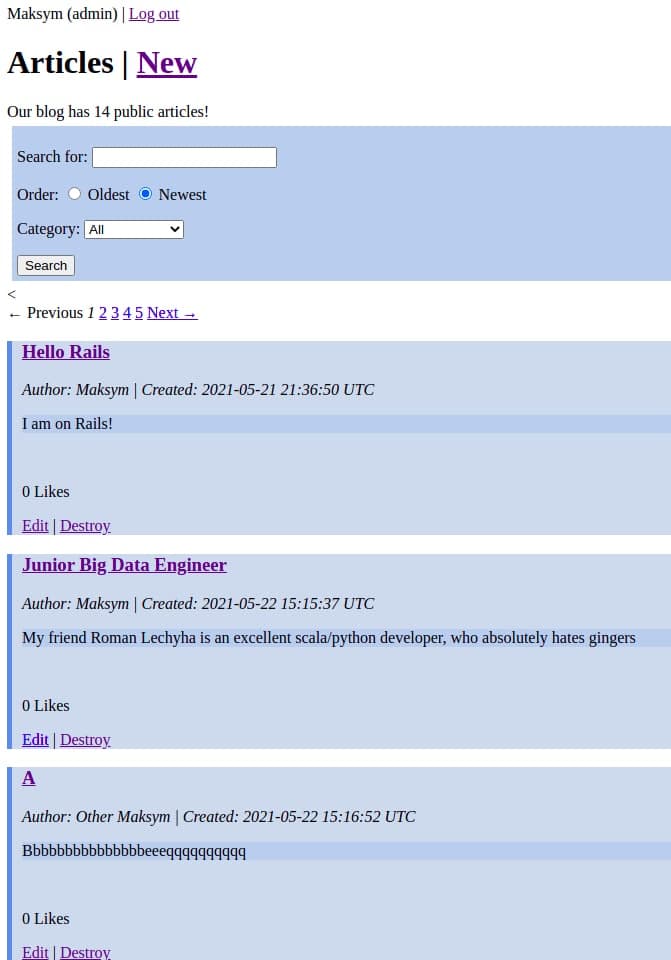 Maksym (admin) | Log out
Articles | New
Our blog has 14 public articles!
Search for:
Order: Oldest Newest
Category: All
Search
<
← Previous 1 2 3 4 5 Next →
Hello Rails
Author: Maksym | Created: 2021-05-21 21:36:50 UTC
I am on Rails!
0 Likes
Edit | Destroy
Junior Big Data Engineer
Author: Maksym | Created: 2021-05-22 15:15:37 UTC
My friend Roman Lechyha is an excellent scala/python developer, who absolutely hates gingers
0 Likes
Edit | Destroy
A
Author: Other Maksym | Created: 2021-05-22 15:16:52 UTC
Bbbbbbbbbbbbbbbeeeqqqqqqqqqq
0 Likes
Edit | Destroy